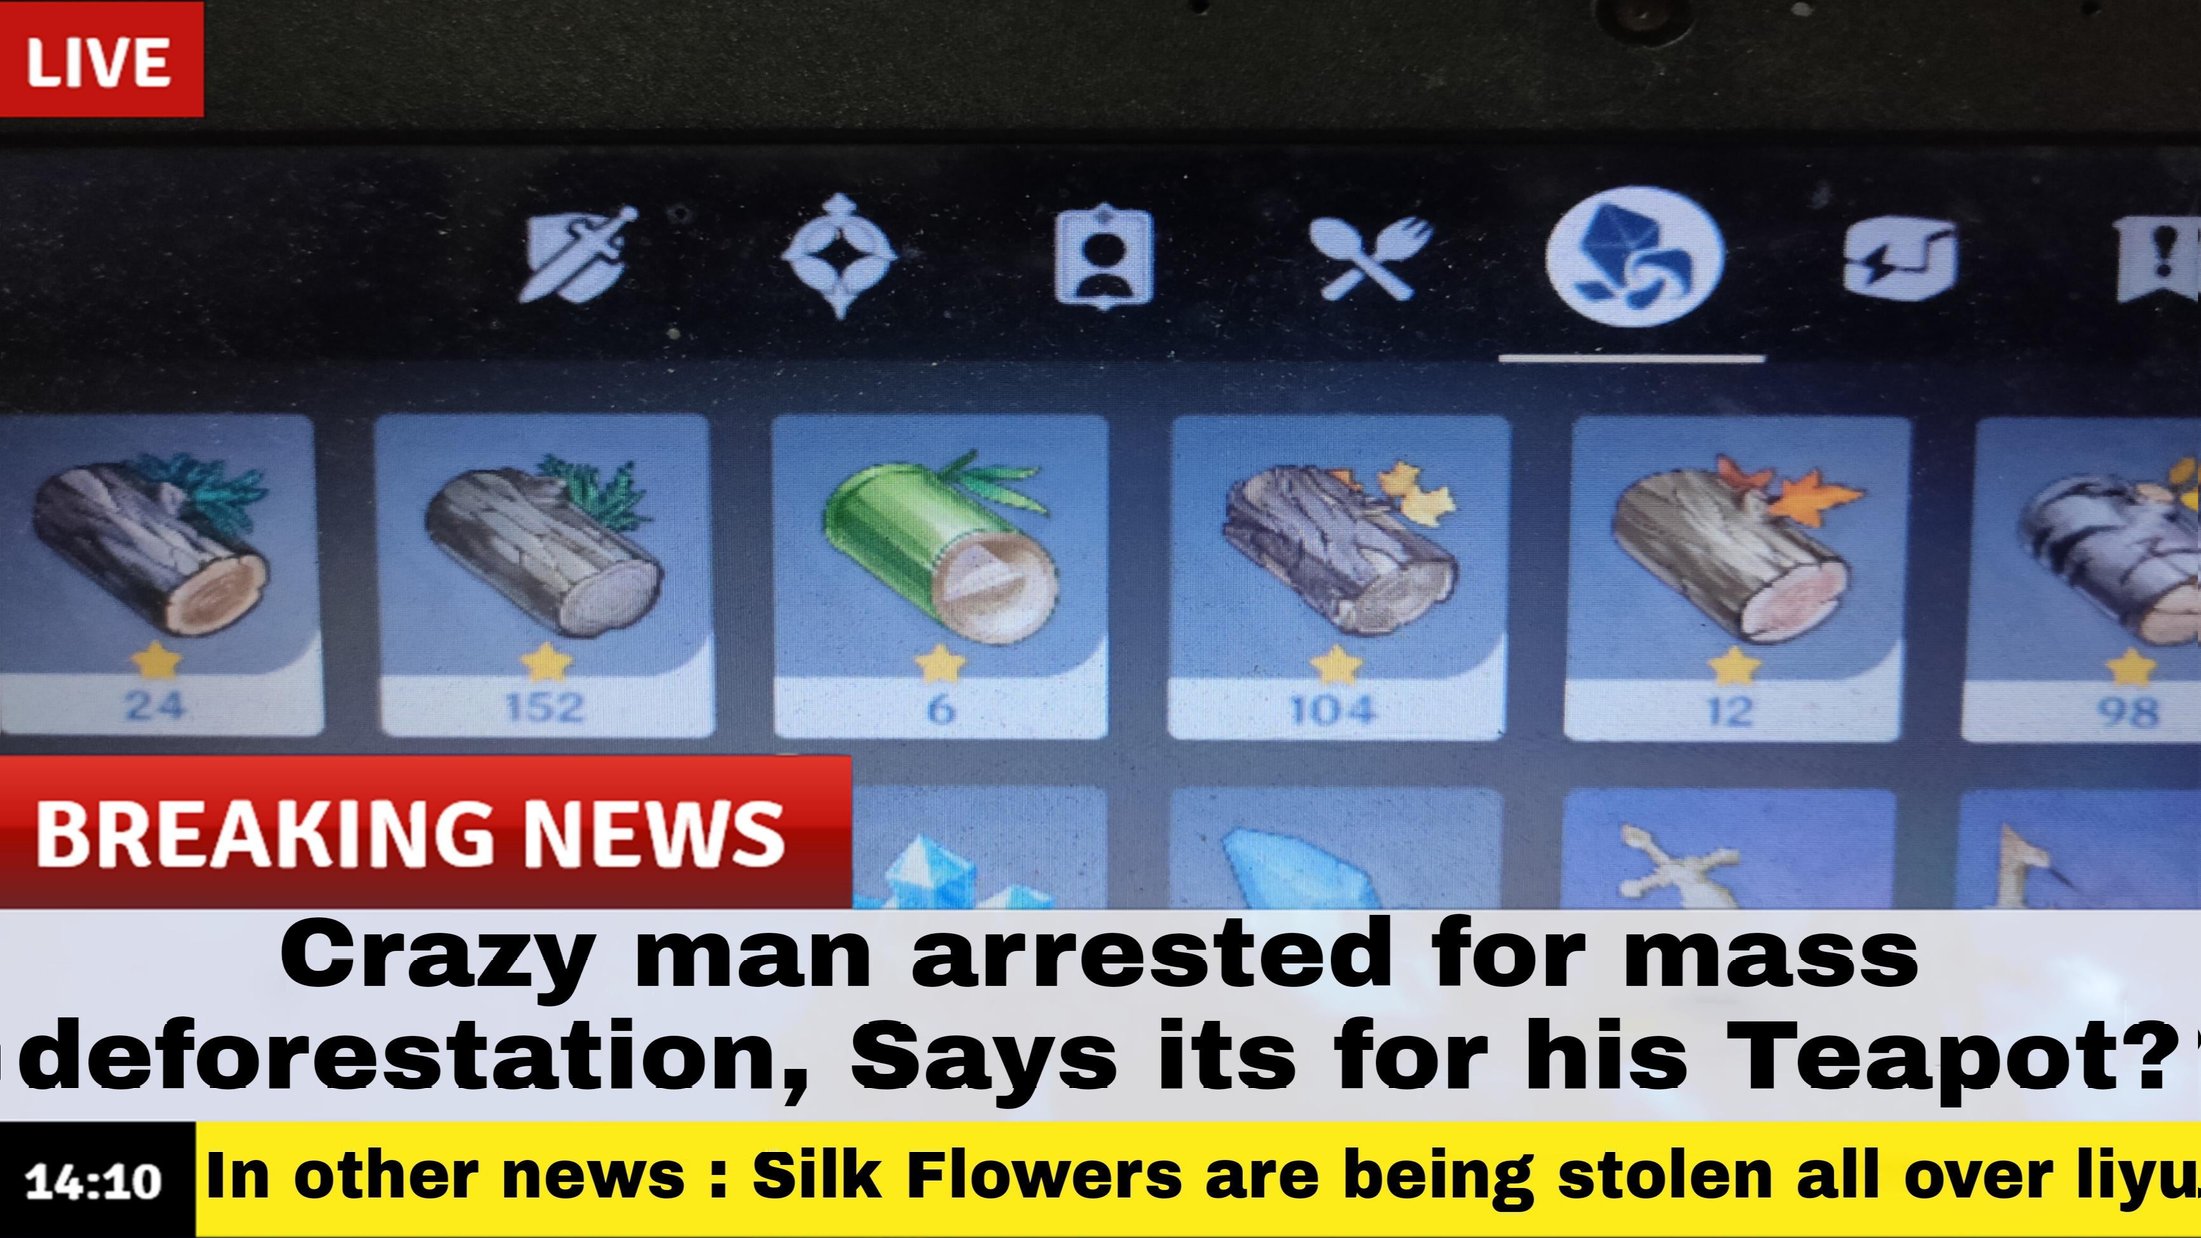 LIVE
24 152 6 104 12 98
BREAKING NEWS
Crazy man arrested for mass
deforestation, Says its for his Teapot?
14:10 In other news : Silk Flowers are being stolen all over